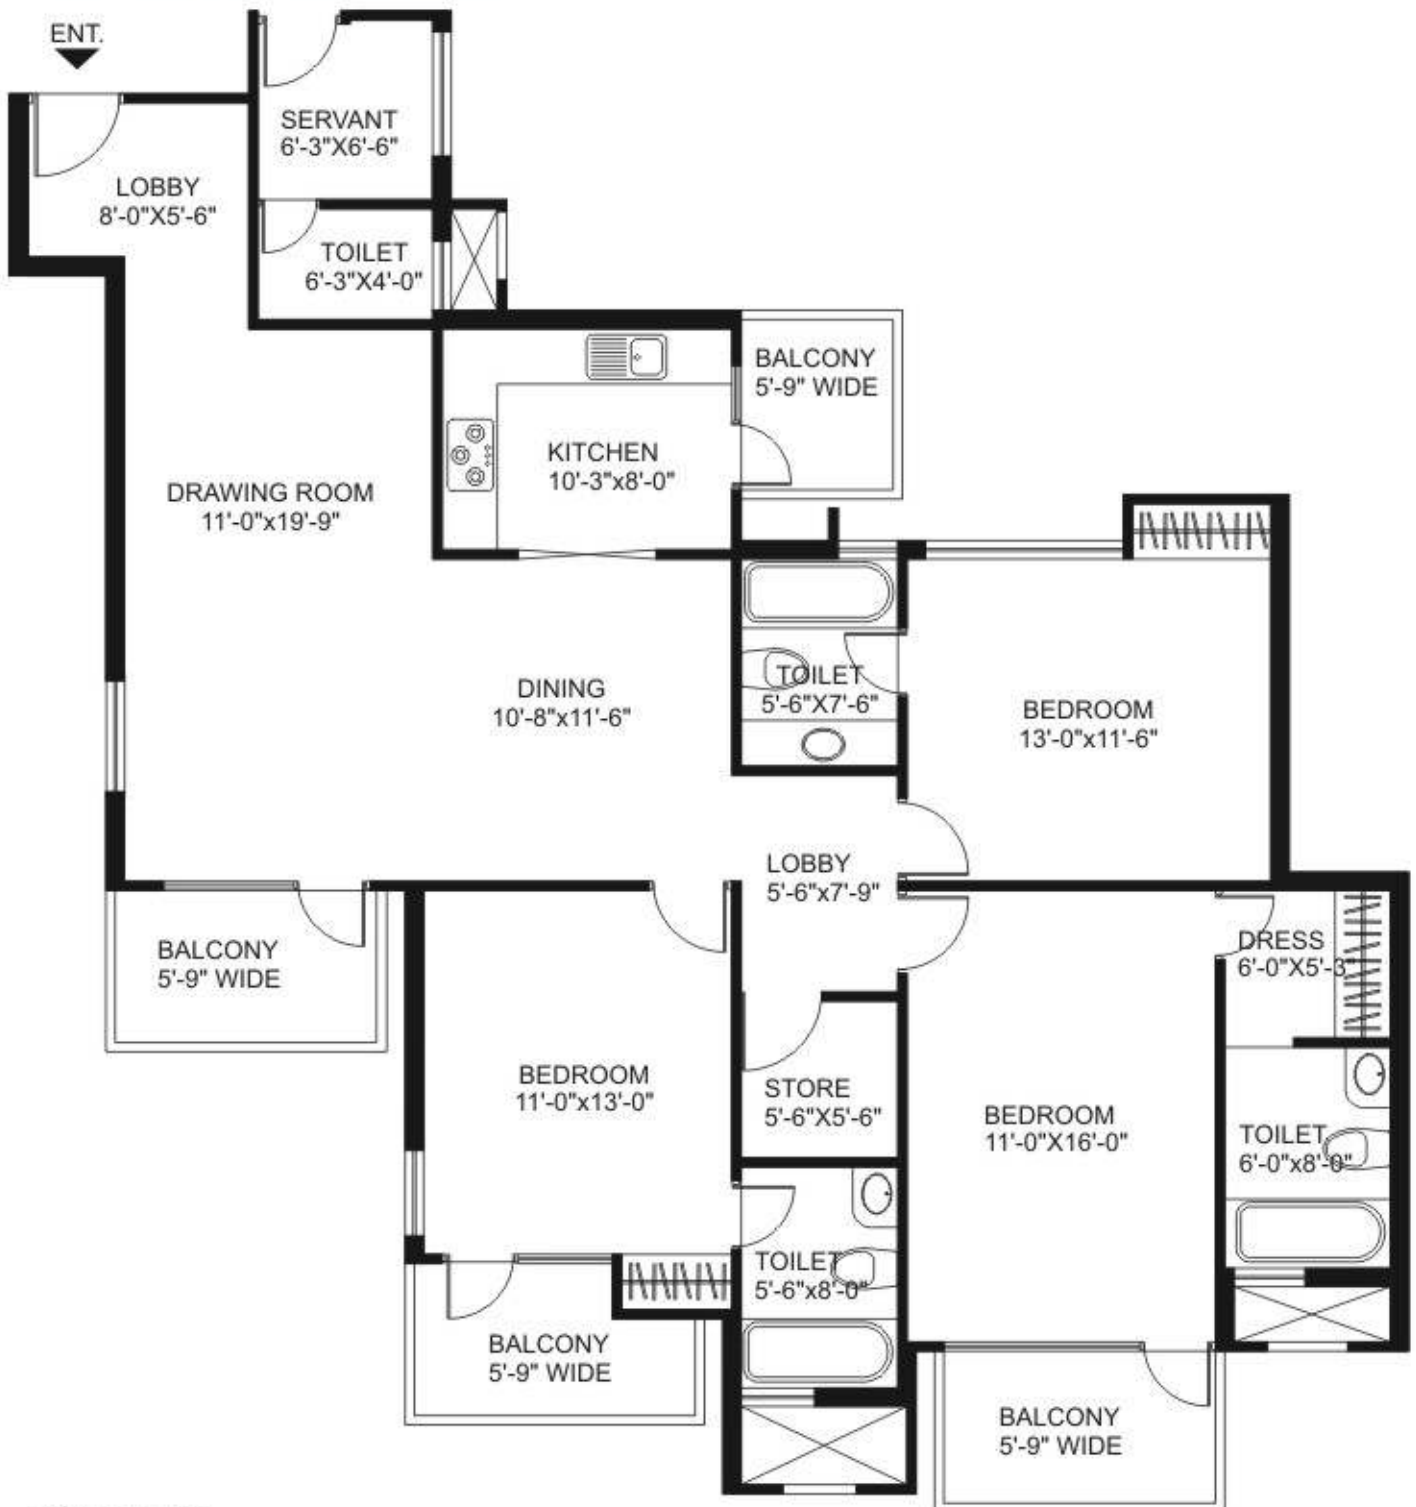 ENT.
SERVANT
6'-3"X6'-6"
LOBBY
8'-0"X5'-6"
TOILET
6'-3"X4'-0"
BALCONY
5'-9" WIDE
KITCHEN
10'-3"x8'-0"
DRAWING ROOM
11'-0"x19'-9"
TOILET
5'-6"X7'-6"
DINING
10'-8"x11'-6"
BEDROOM
13'-0"x11'-6"
LOBBY
5'-6"x7'-9"
BALCONY
5'-9" WIDE
DRESS
6'-0"X5'-3"
BEDROOM
11'-0"x13'-0"
STORE
5'-6"X5'-6"
BEDROOM
11'-0"X16'-0"
TOILET
6'-0"x8'-0"
TOILET
5'-6"x8'-0"
BALCONY
5'-9" WIDE
BALCONY
5'-9" WIDE